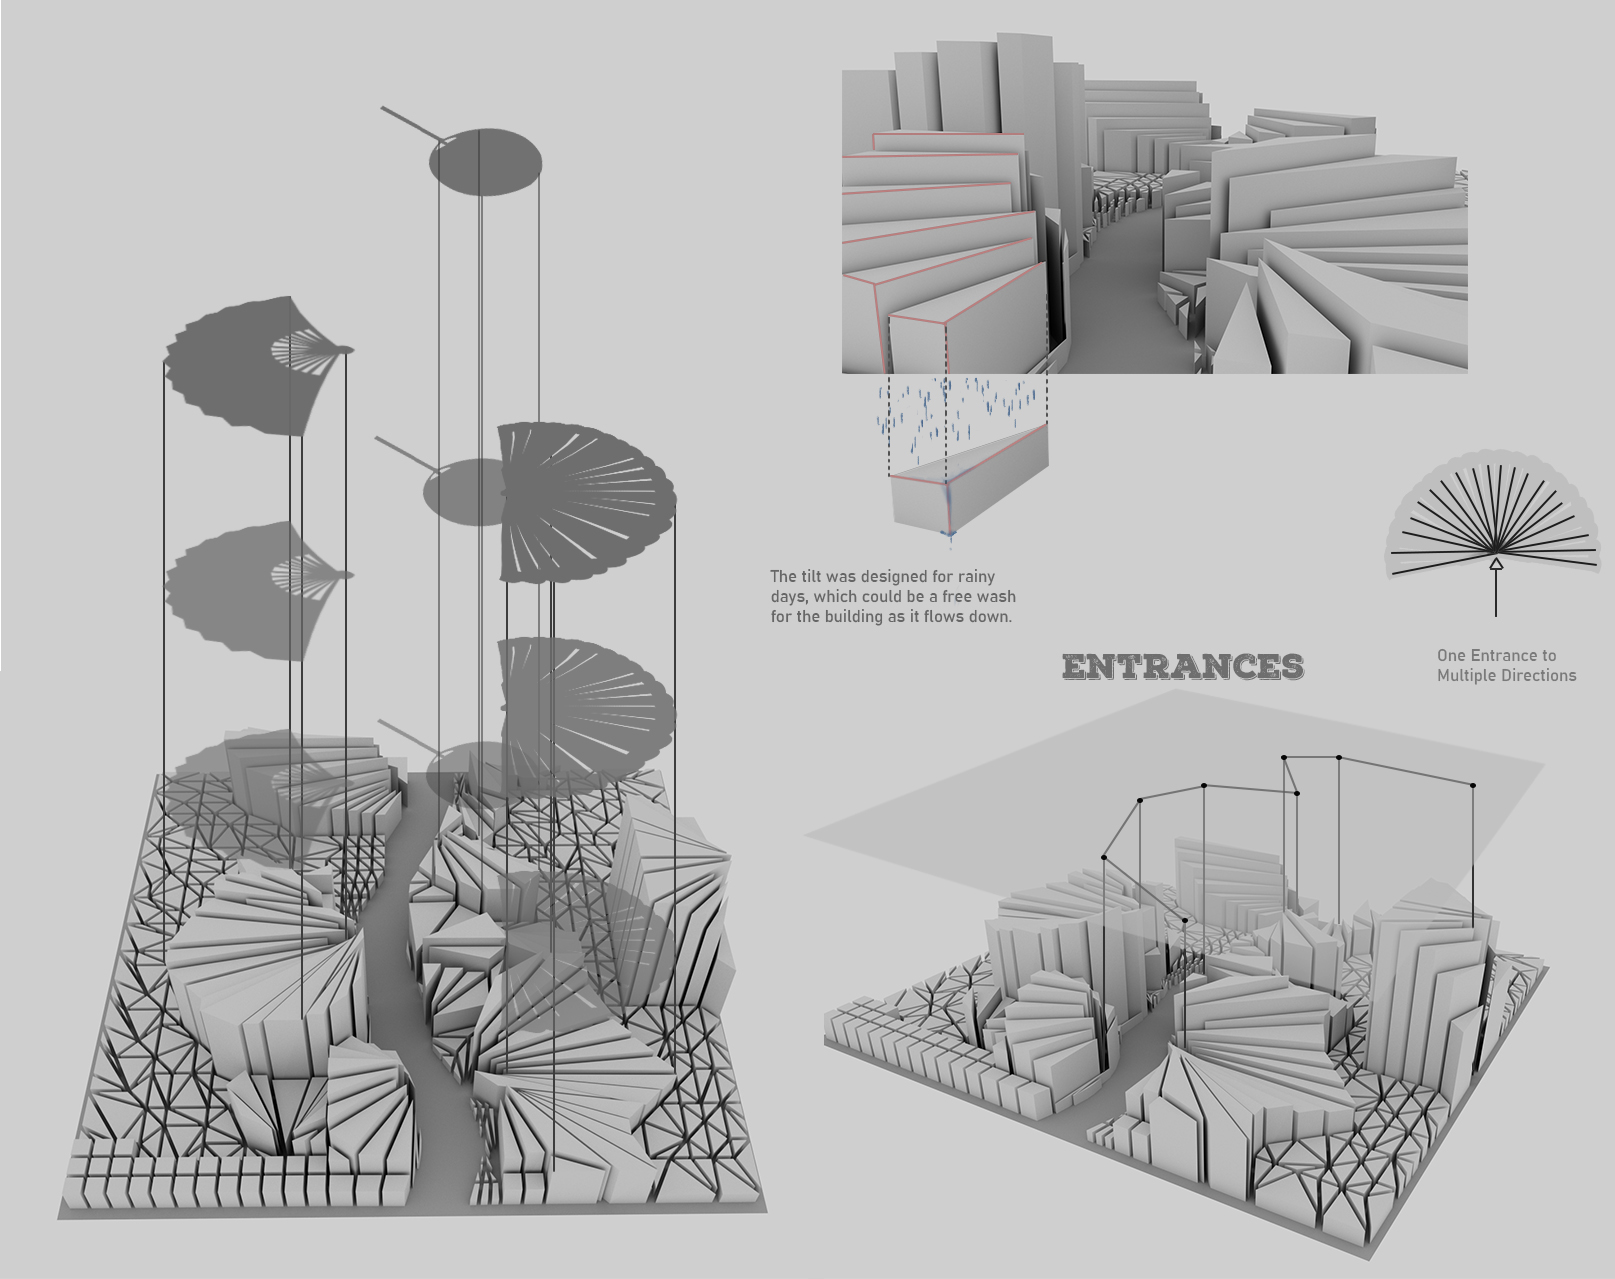 The tilt was designed for rainy
days, which could be a free wash
for the building as it flows down.
ENTRANCES
One Entrance to
Multiple Directions